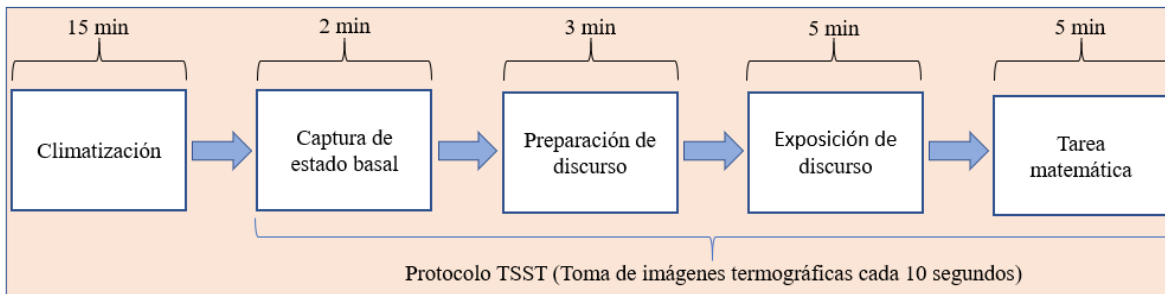 15 min
2 min
3 min
5 min
5 min
Climatización
Captura de
estado basal
Preparación de
discurso
Exposición de
discurso
Tarea
matemática
Protocolo TSST (Toma de imágenes termográficas cada 10 segundos)